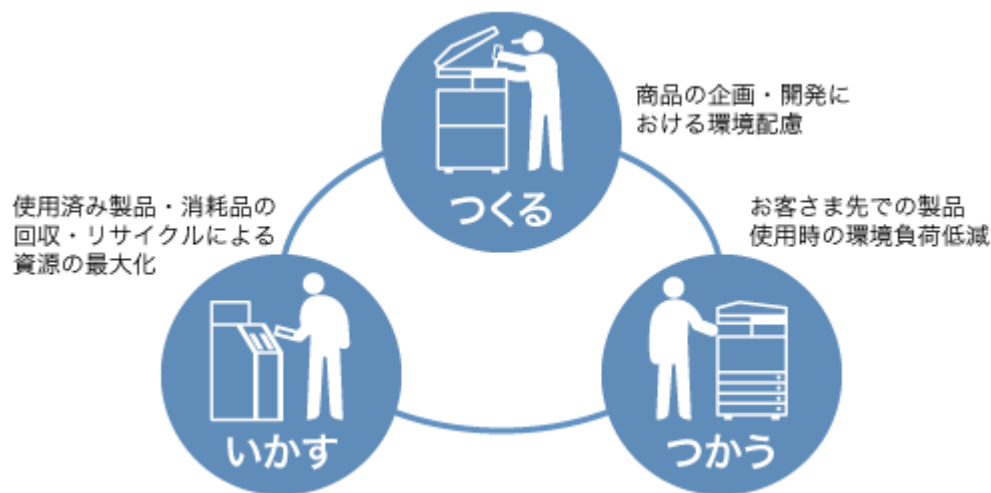 つくる
商品の企画・開発に
おける環境配慮
使用済み製品・消耗品の
回収・リサイクルによる
資源の最大化
お客さま先での製品
使用時の環境負荷低減
いかす
つかう